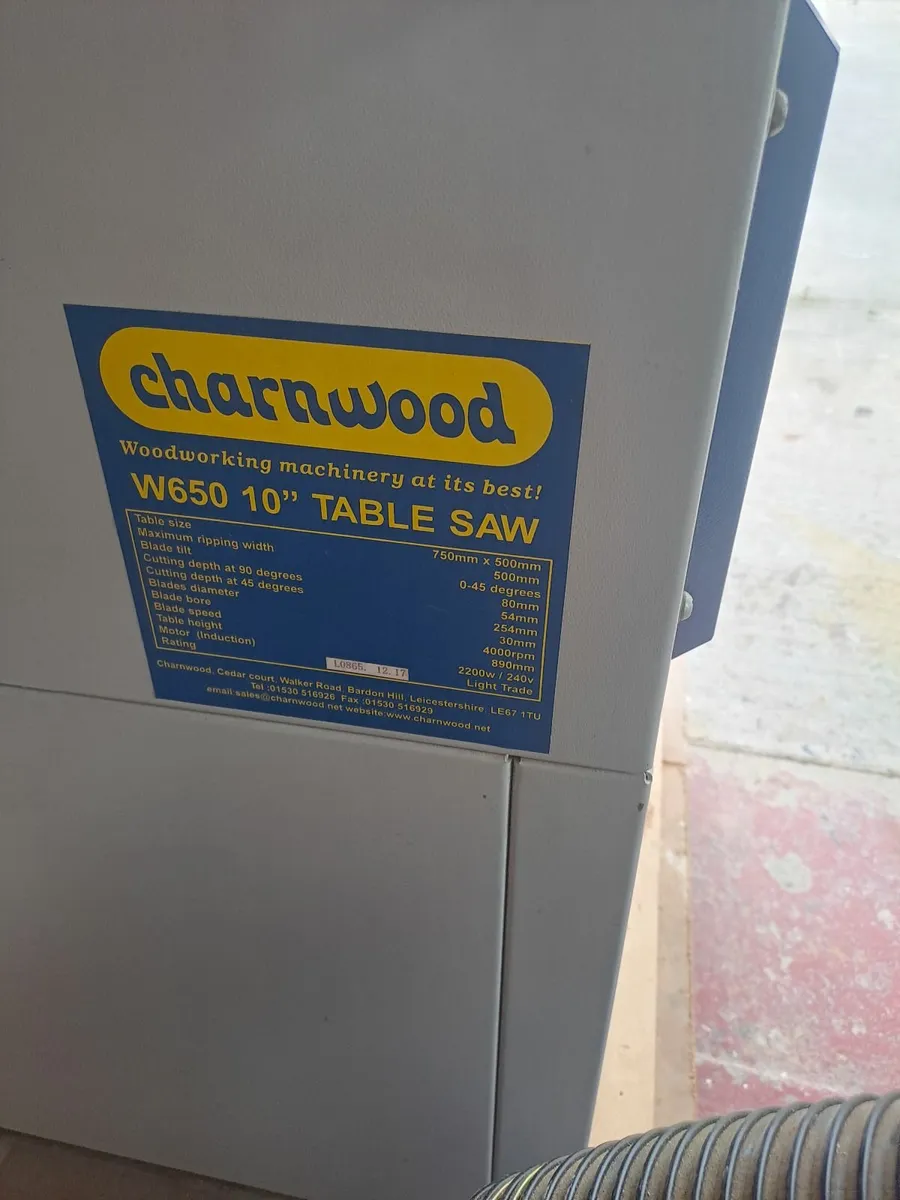 charnwood
Woodworking machinery at its best!
W650 10” TABLE SAW
Table size 750mm x 500mm
Maximum ripping width 500mm
Blade tilt 0-45 degrees
Cutting depth at 90 degrees 80mm
Cutting depth at 45 degrees 54mm
Blades diameter 254mm
Blade bore 30mm
Blade speed 4000rpm
Table height 890mm
Motor (Induction) 2200w / 240v
Rating Light Trade
L0865. 12.17
Charnwood, Cedar court, Walker Road, Bardon Hill, Leicestershire LE67 1TU
Tel :01530 516926 Fax :01530 516929
email sales@charnwood.net website:www.charnwood.net